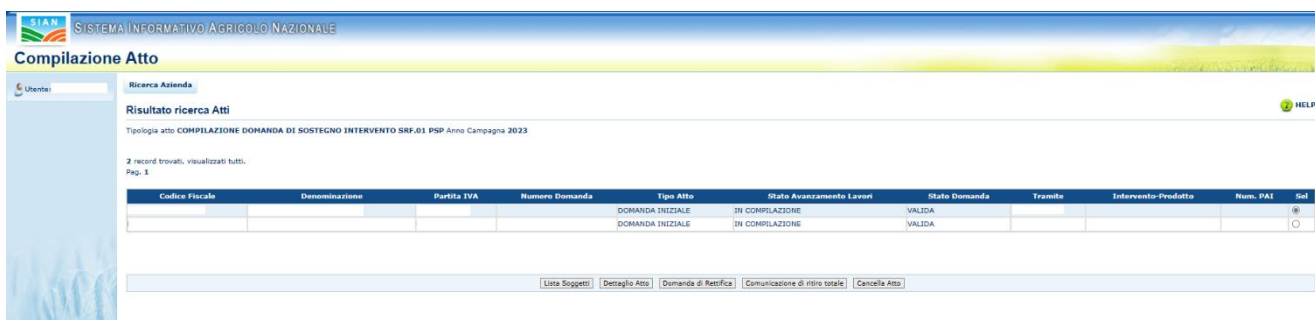 SIAN
SISTEMA INFORMATIVO AGRICOLO NAZIONALE
Compilazione Atto
Utente:
Ricerca Azienda
Risultato ricerca Atti
HELP
Tipologia atto COMPILAZIONE DOMANDA DI SOSTEGNO INTERVENTO SRF.01 PSP Anno Campagna 2023
2 record trovati, visualizzati tutti.
Pag. 1
Codice Fiscale Denominazione Partita IVA Numero Domanda Tipo Atto Stato Avanzamento Lavori Stato Domanda Tramite Intervento-Prodotto Num. PAI Sel
DOMANDA INIZIALE IN COMPILAZIONE VALIDA
DOMANDA INIZIALE IN COMPILAZIONE VALIDA
Lista Soggetti Dettaglio Atto Domanda di Rettifica Comunicazione di ritiro totale Cancella Atto